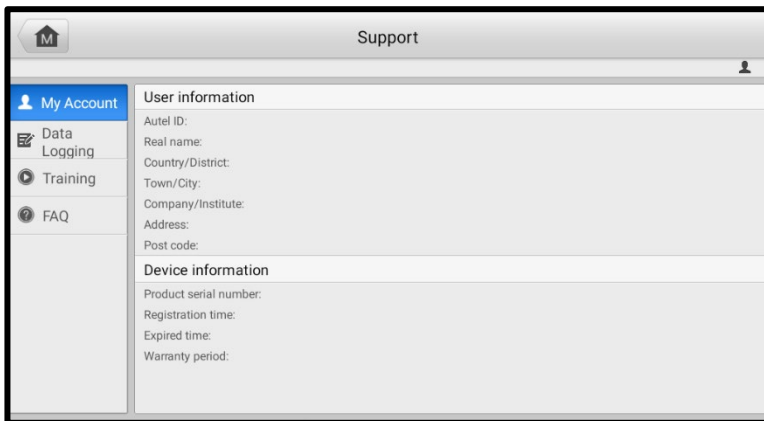 M
Support
My Account
Data
Logging
Training
FAQ
User information
Autel ID:
Real name:
Country/District:
Town/City:
Company/Institute:
Address:
Post code:
Device information
Product serial number:
Registration time:
Expired time:
Warranty period: